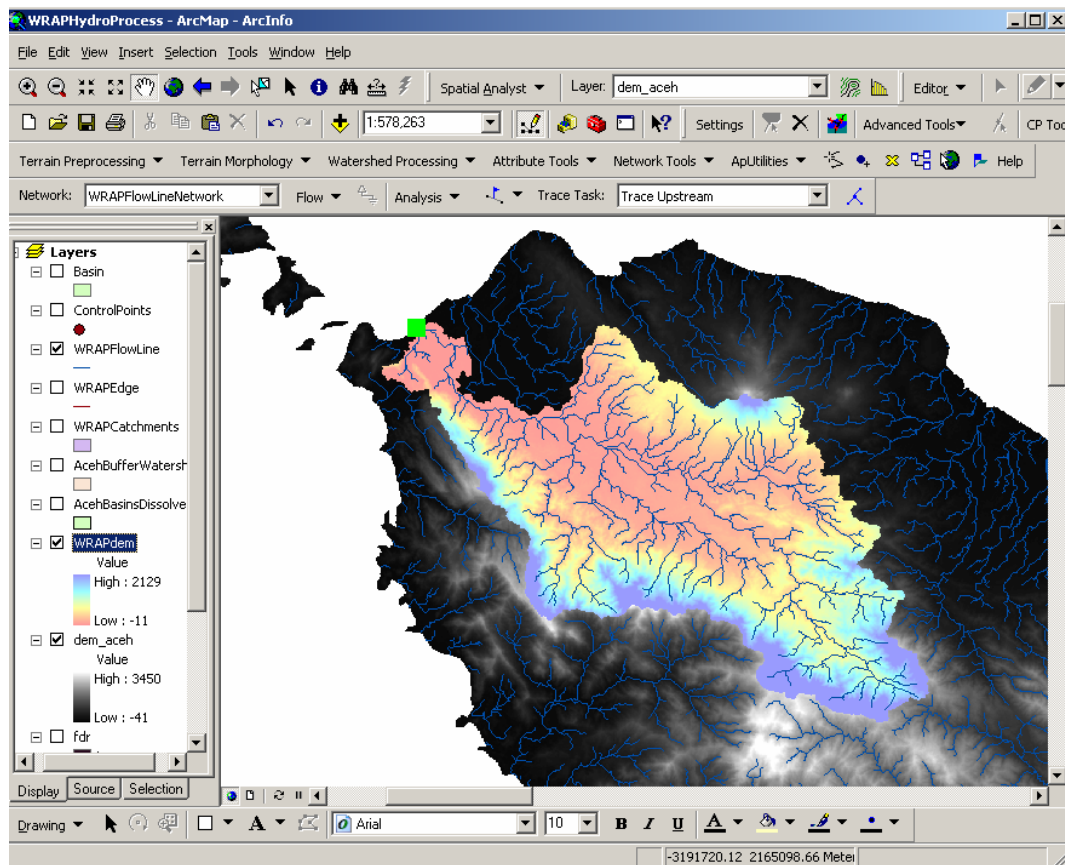 WRAPHydroProcess - ArcMap - ArcInfo
File Edit View Insert Selection Tools Window Help
Spatial Analyst Layer: dem_aceh Editor
1:578,263 Settings Advanced Tools CP Too
Terrain Preprocessing Terrain Morphology Watershed Processing Attribute Tools Network Tools ApUtilities Help
Network: WRAPFlowLineNetwork Flow Analysis Trace Task: Trace Upstream
Layers
Basin
ControlPoints
WRAPFlowLine
WRAPEdge
WRAPCatchments
AcehBufferWatersh
AcehBasinsDissolve
WRAPdem
Value
High : 2129
Low : -11
dem_aceh
Value
High : 3450
Low : -41
fdr
Display Source Selection
Drawing A Arial 10 B I U A
-3191720.12 2165098.66 Meter